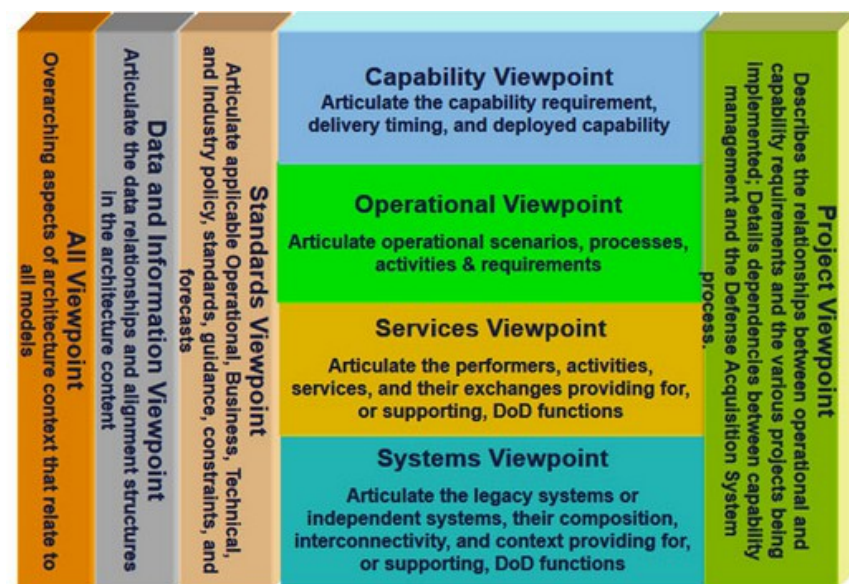 All Viewpoint
Overarching aspects of architecture context that relate to
all models
Data and Information Viewpoint
Articulate the data relationships and alignment structures
in the architecture content
Standards Viewpoint
Articulate applicable Operational, Business, Technical,
and Industry policy, standards, guidance, constraints, and
forecasts
Capability Viewpoint
Articulate the capability requirement,
delivery timing, and deployed capability
Operational Viewpoint
Articulate operational scenarios, processes,
activities & requirements
Services Viewpoint
Articulate the performers, activities,
services, and their exchanges providing for,
or supporting, DoD functions
Systems Viewpoint
Articulate the legacy systems or
independent systems, their composition,
interconnectivity, and context providing for,
or supporting, DoD functions
Project Viewpoint
Describes the relationships between operational and
capability requirements and the various projects being
implemented; Details dependencies between capability
management and the Defense Acquisition System
process.